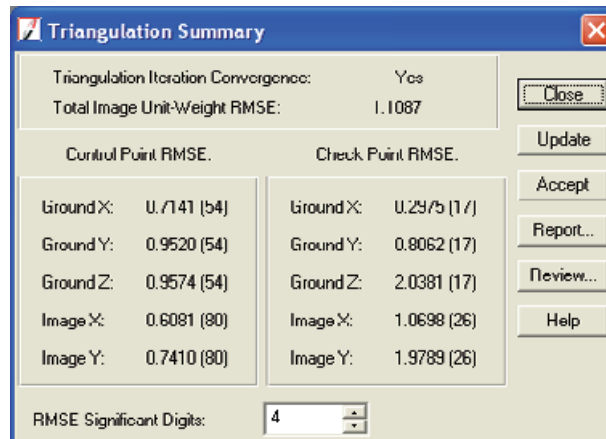 Triangulation Summary
Triangulation Iteration Convergence: Yes
Total Image Unit-Weight RMSE: 1.1087
Control Point RMSE. Check Point RMSE.
Ground X: 0.7141 (54) Ground X: 0.2975 (17)
Ground Y: 0.9520 (54) Ground Y: 0.8062 (17)
Ground Z: 0.9574 (54) Ground Z: 2.0381 (17)
Image X: 0.6081 (80) Image X: 1.0698 (26)
Image Y: 0.7410 (80) Image Y: 1.9789 (26)
RMSE Significant Digits: 4
Close
Update
Accept
Report...
Review...
Help